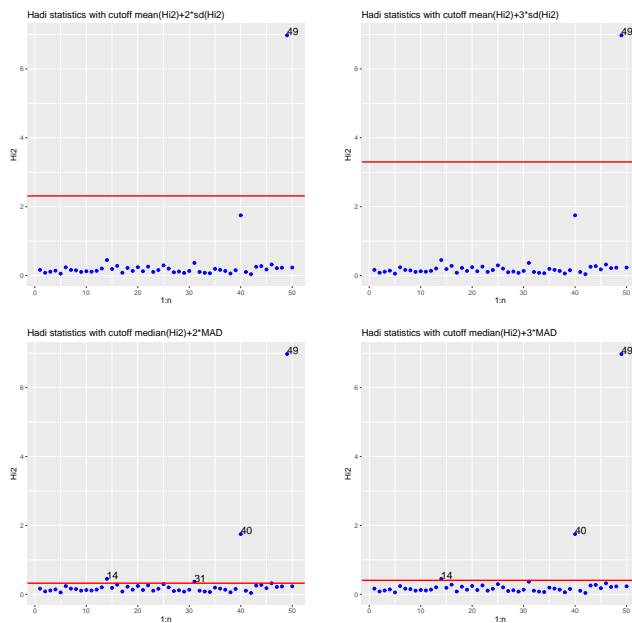 Hadi statistics with cutoff mean(Hi2)+2*sd(Hi2)
49
6
4
2
0
Hi2
0 10 20 30 40 50
1:n
Hadi statistics with cutoff mean(Hi2)+3*sd(Hi2)
49
6
4
2
0
Hi2
0 10 20 30 40 50
1:n
Hadi statistics with cutoff median(Hi2)+2*MAD
49
6
4
2
0
Hi2
40
14
31
0 10 20 30 40 50
1:n
Hadi statistics with cutoff median(Hi2)+3*MAD
49
6
4
2
0
Hi2
40
14
0 10 20 30 40 50
1:n